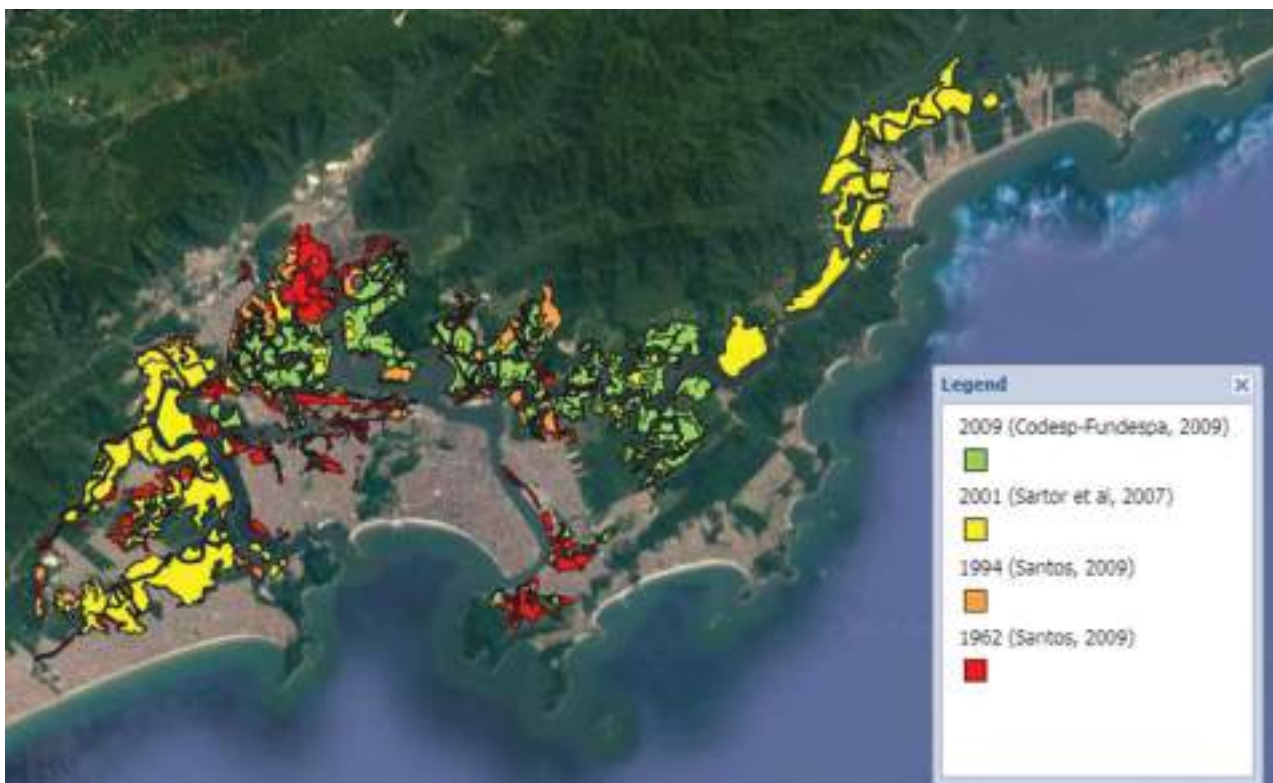 Legend
2009 (Codesp-Fundespa, 2009)
2001 (Sartor et al, 2007)
1994 (Santos, 2009)
1962 (Santos, 2009)